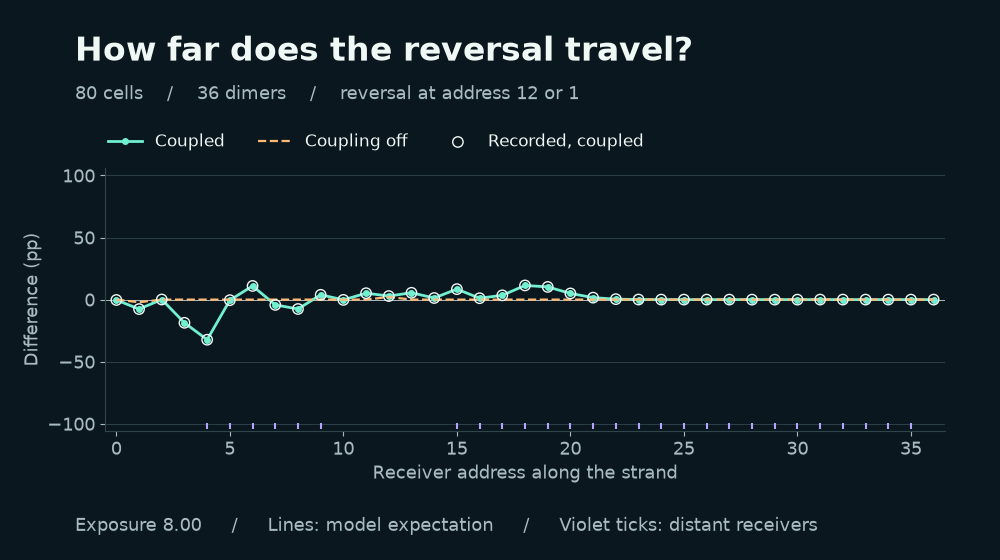 How far does the reversal travel?
80 cells / 36 dimers / reversal at address 12 or 1
Coupled Coupling off Recorded, coupled
100
50
0
−50
−100
Difference (pp)
0 5 10 15 20 25 30 35
Receiver address along the strand
Exposure 8.00 / Lines: model expectation / Violet ticks: distant receivers